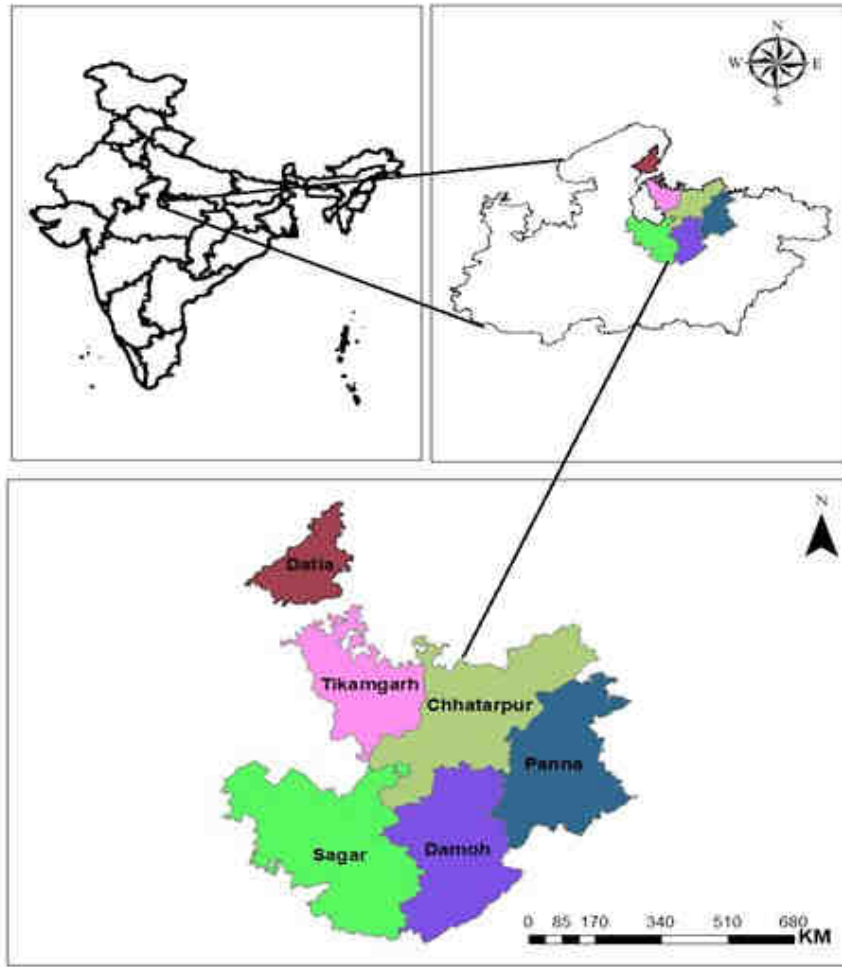 N
W E
S
N
Datia
Tikamgarh
Chhatarpur
Panna
Sagar
Damoh
0 85 170 340 510 680
KM